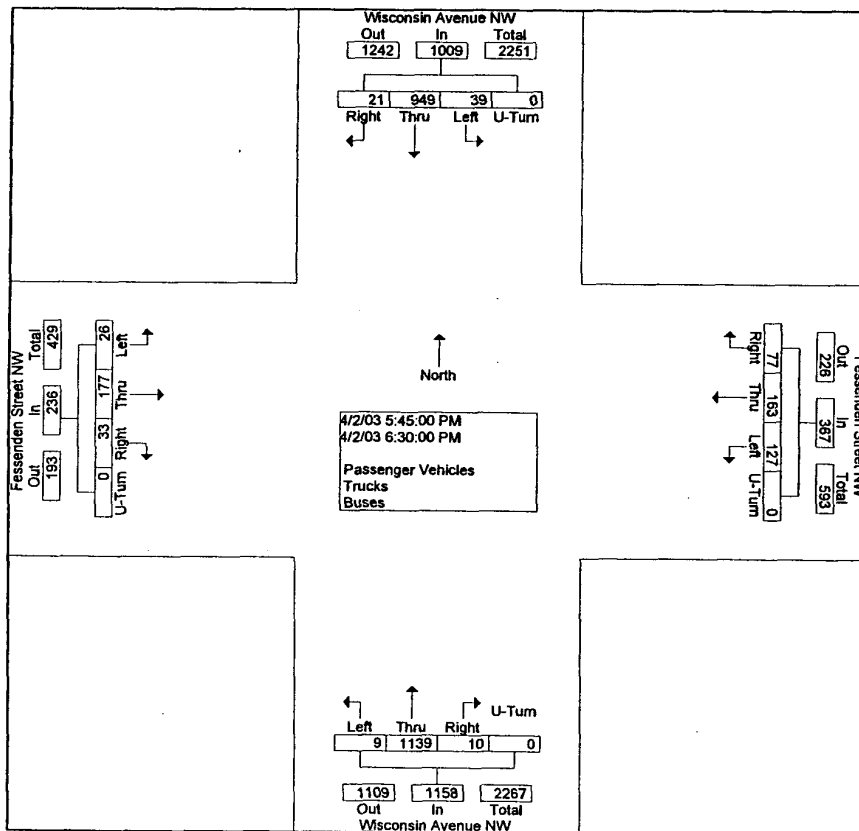 Wisconsin Avenue NW
Out In Total
1242 1009 2251
21 949 39 0
Right Thru Left U-Turn
Fessenden Street NW
Total In Out
429 236 193
26 177 33 0
Left Thru Right U-Turn
North
4/2/03 5:45:00 PM
4/2/03 6:30:00 PM
Passenger Vehicles
Trucks
Buses
Right Thru Left U-Turn
77 163 127 0
226 367 593
Out In Total
Fessenden Street NW
Left Thru Right U-Turn
9 1139 10 0
1109 1158 2267
Out In Total
Wisconsin Avenue NW